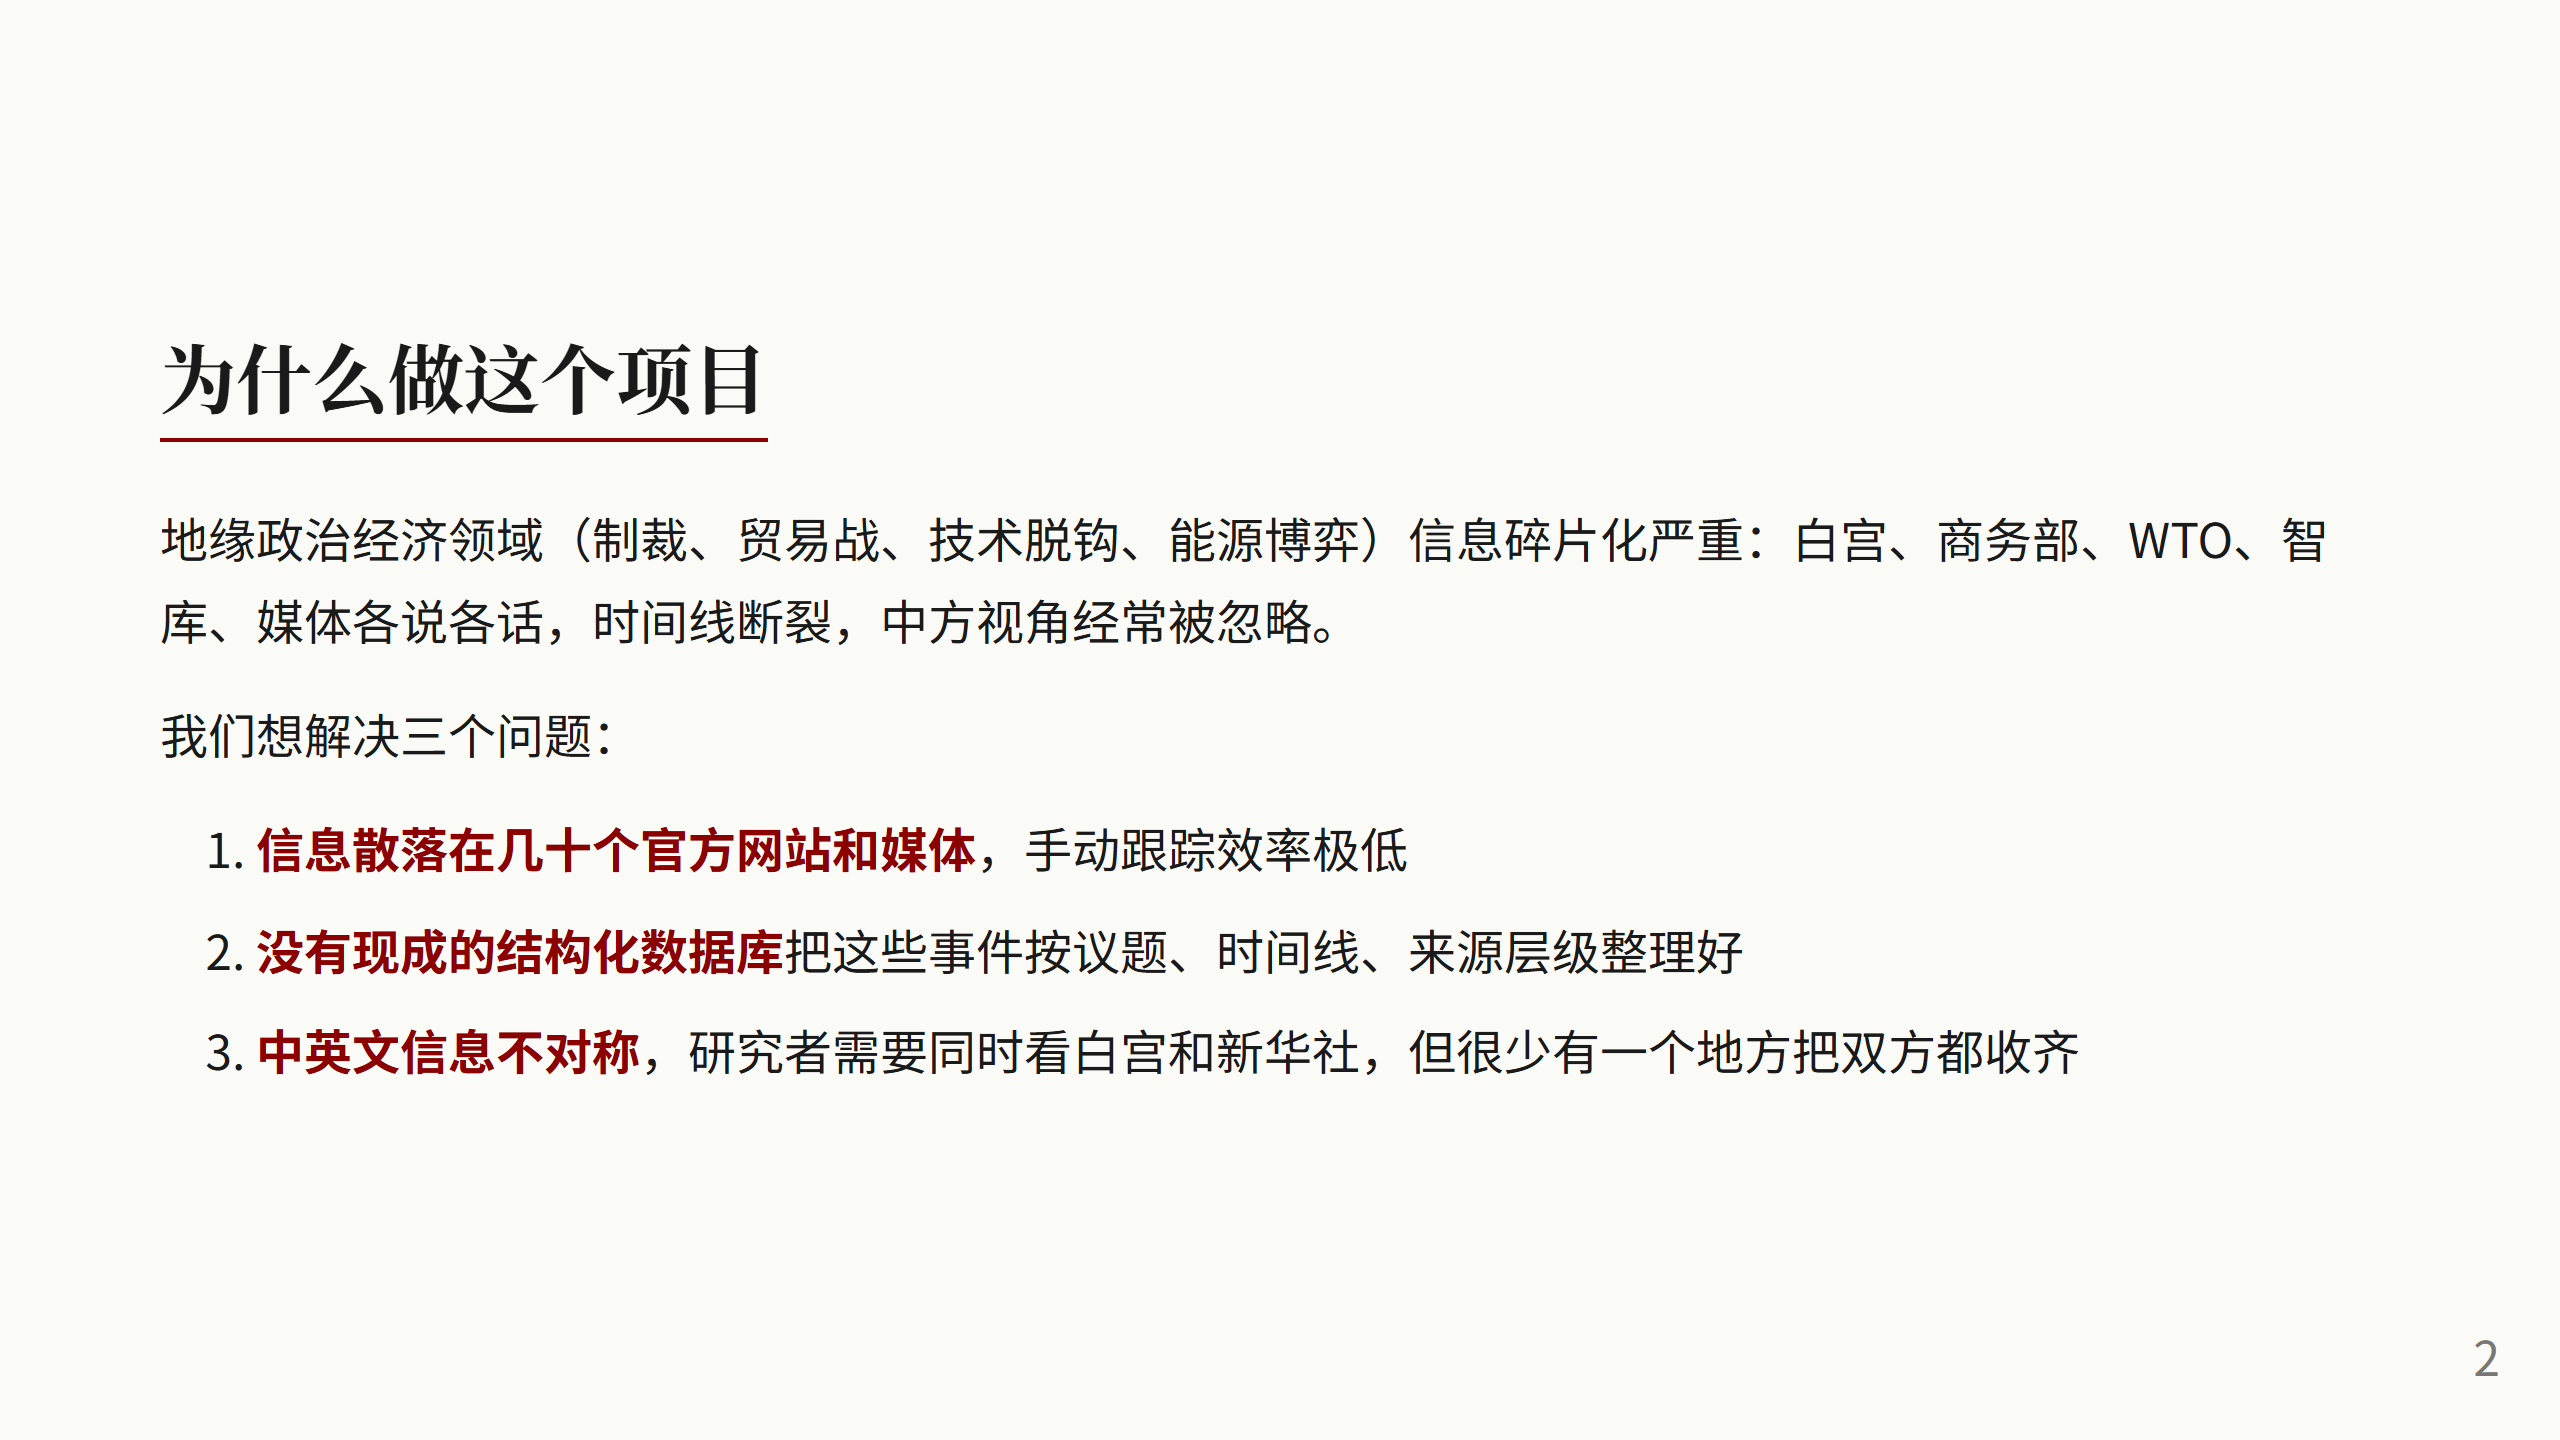 为什么做这个项目
地缘政治经济领域（制裁、贸易战、技术脱钩、能源博弈）信息碎片化严重：白宫、商务部、WTO、智
库、媒体各说各话，时间线断裂，中方视角经常被忽略。
我们想解决三个问题：
1. 信息散落在几十个官方网站和媒体，手动跟踪效率极低
2. 没有现成的结构化数据库把这些事件按议题、时间线、来源层级整理好
3. 中英文信息不对称，研究者需要同时看白宫和新华社，但很少有一个地方把双方都收齐
2